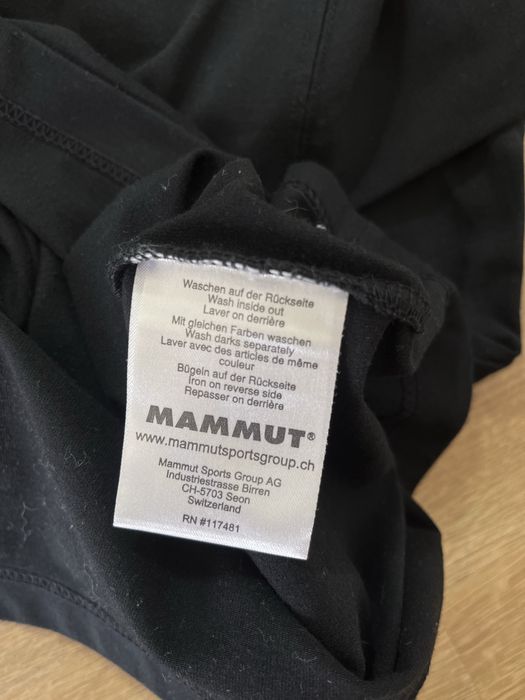 Waschen auf der Rückseite
Wash inside out
Laver on derrière
Mit gleichen Farben waschen
Wash darks separately
Laver avec des articles de même
couleur
Bügeln auf der Rückseite
Iron on reverse side
Repasser on derrière
MAMMUT®
www.mammutsportsgroup.ch
Mammut Sports Group AG
Industriestrasse Birren
CH-5703 Seon
Switzerland
RN #117481